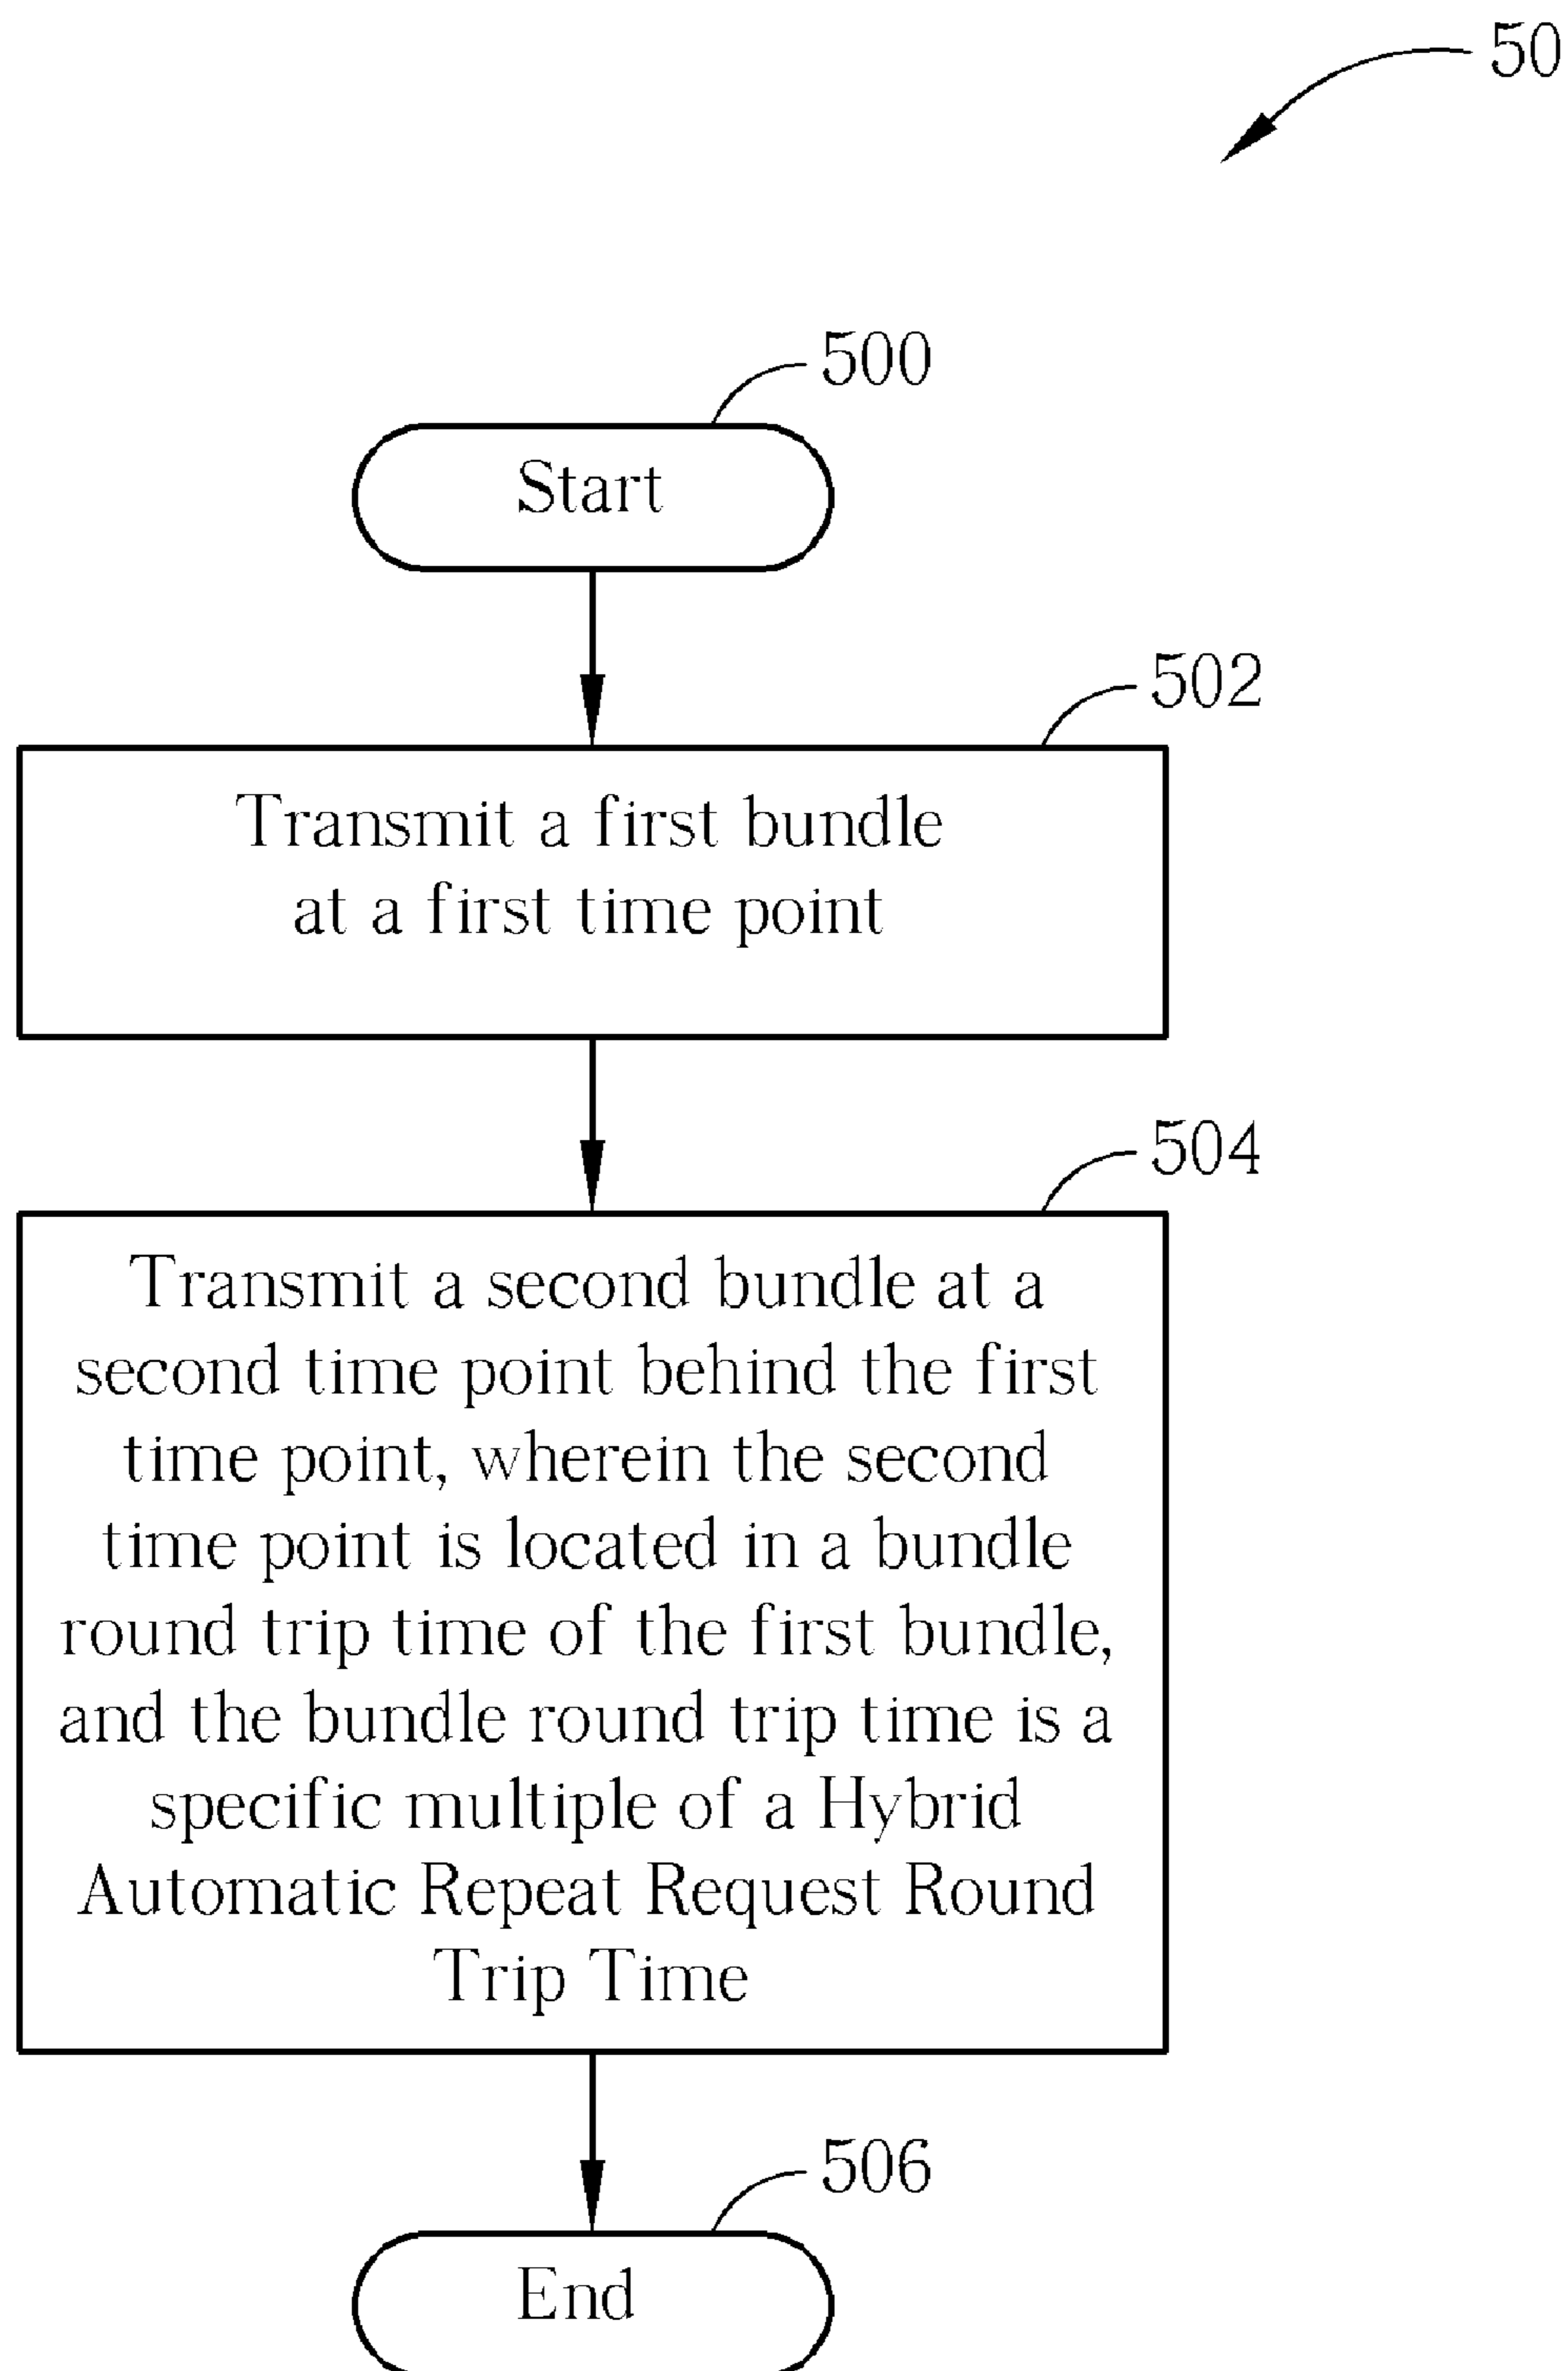 50
500
Start
502
Transmit a first bundle
at a first time point
504
Transmit a second bundle at a
second time point behind the first
time point, wherein the second
time point is located in a bundle
round trip time of the first bundle,
and the bundle round trip time is a
specific multiple of a Hybrid
Automatic Repeat Request Round
Trip Time
506
End